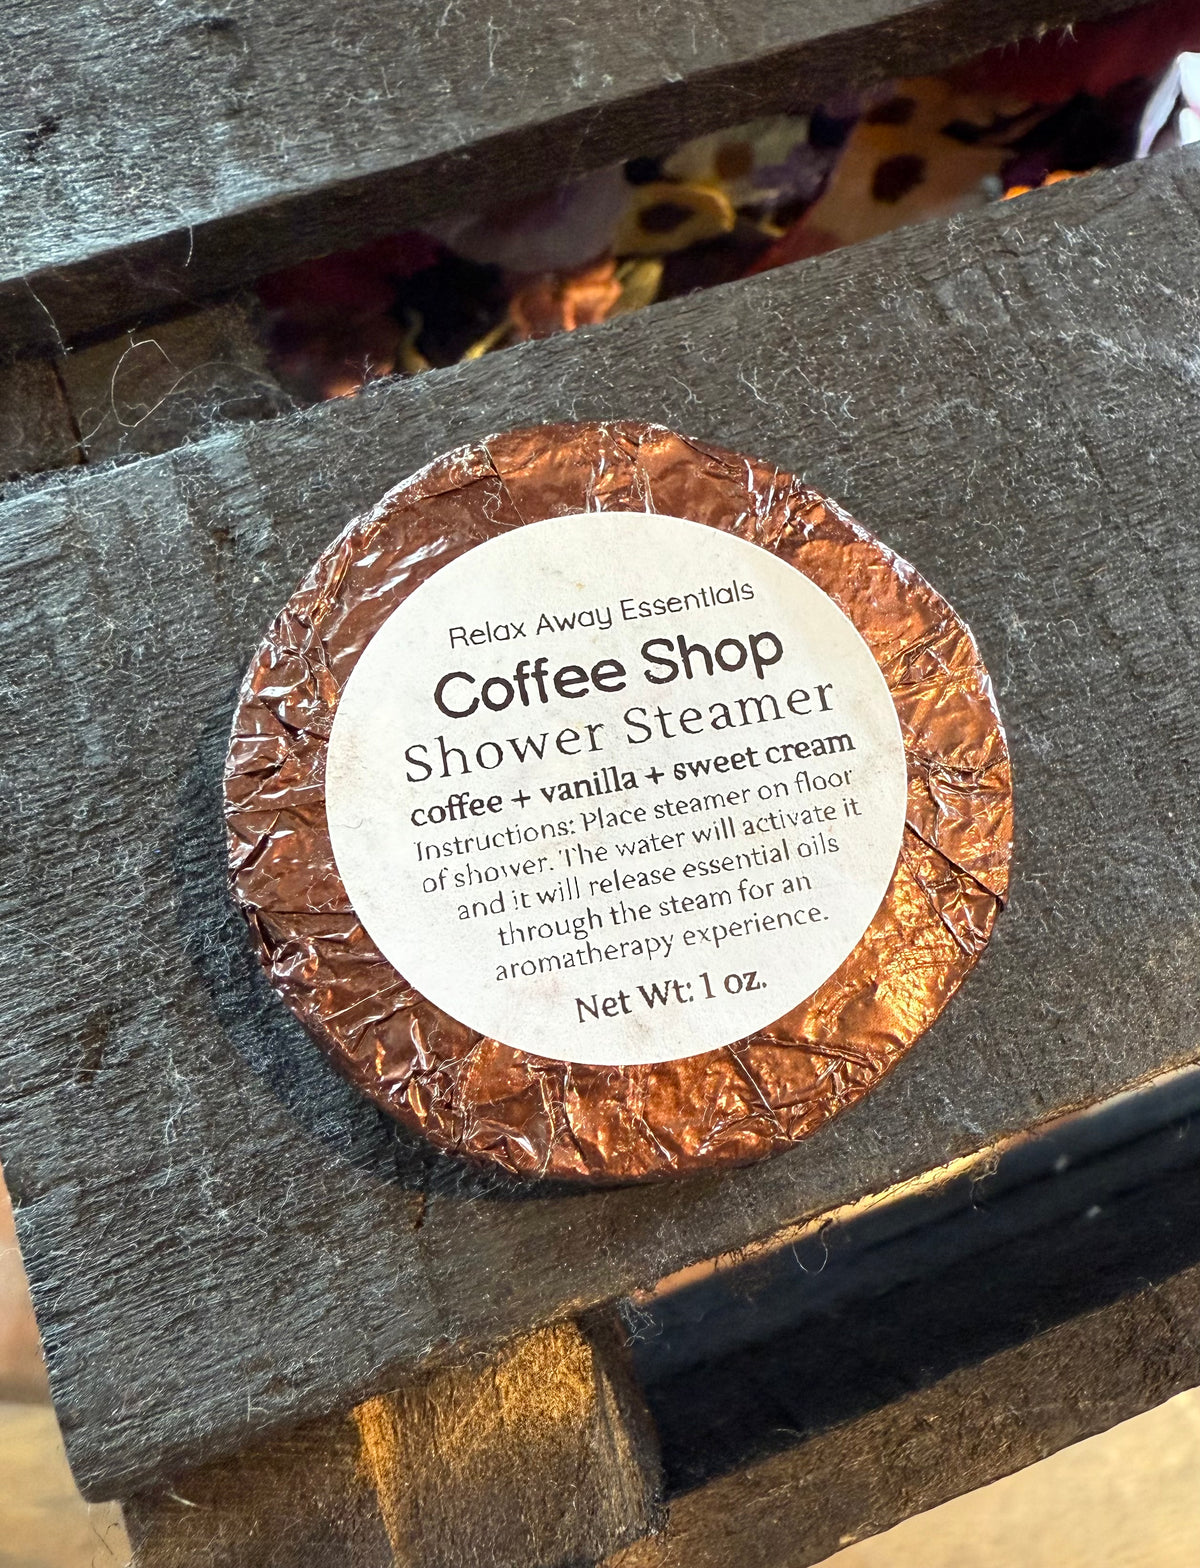 Relax Away Essentials
Coffee Shop
Shower Steamer
coffee + vanilla + sweet cream
Instructions: Place steamer on floor
of shower. The water will activate it
and it will release essential oils
through the steam for an
aromatherapy experience.
Net Wt: 1 oz.